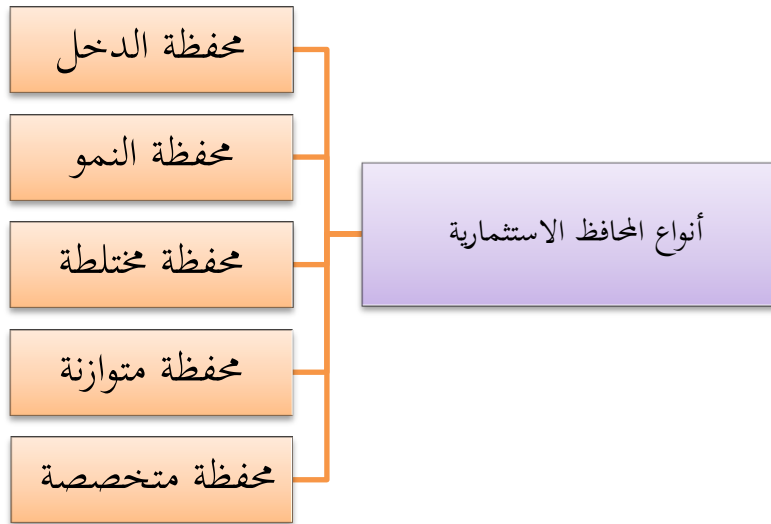 أنواع المحافظ الاستثمارية
محفظة الدخل
محفظة النمو
محفظة مختلطة
محفظة متوازنة
محفظة متخصصة